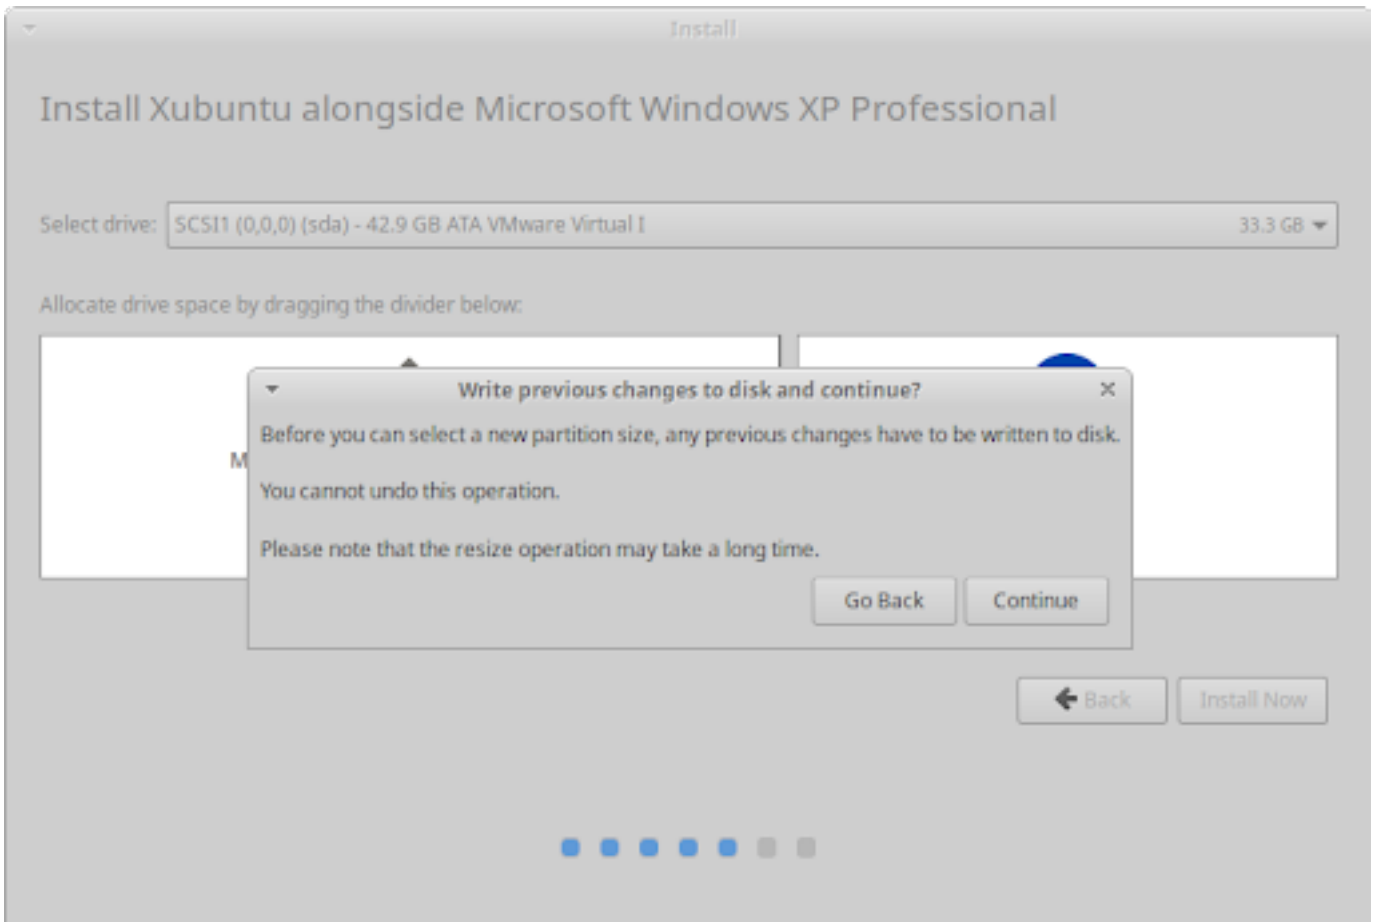 Install
Install Xubuntu alongside Microsoft Windows XP Professional
Select drive: SCSI1 (0,0,0) (sda) - 42.9 GB ATA VMware Virtual I 33.3 GB
Allocate drive space by dragging the divider below:
Write previous changes to disk and continue?
Before you can select a new partition size, any previous changes have to be written to disk.
M
You cannot undo this operation.
Please note that the resize operation may take a long time.
Go Back Continue
Back Install Now